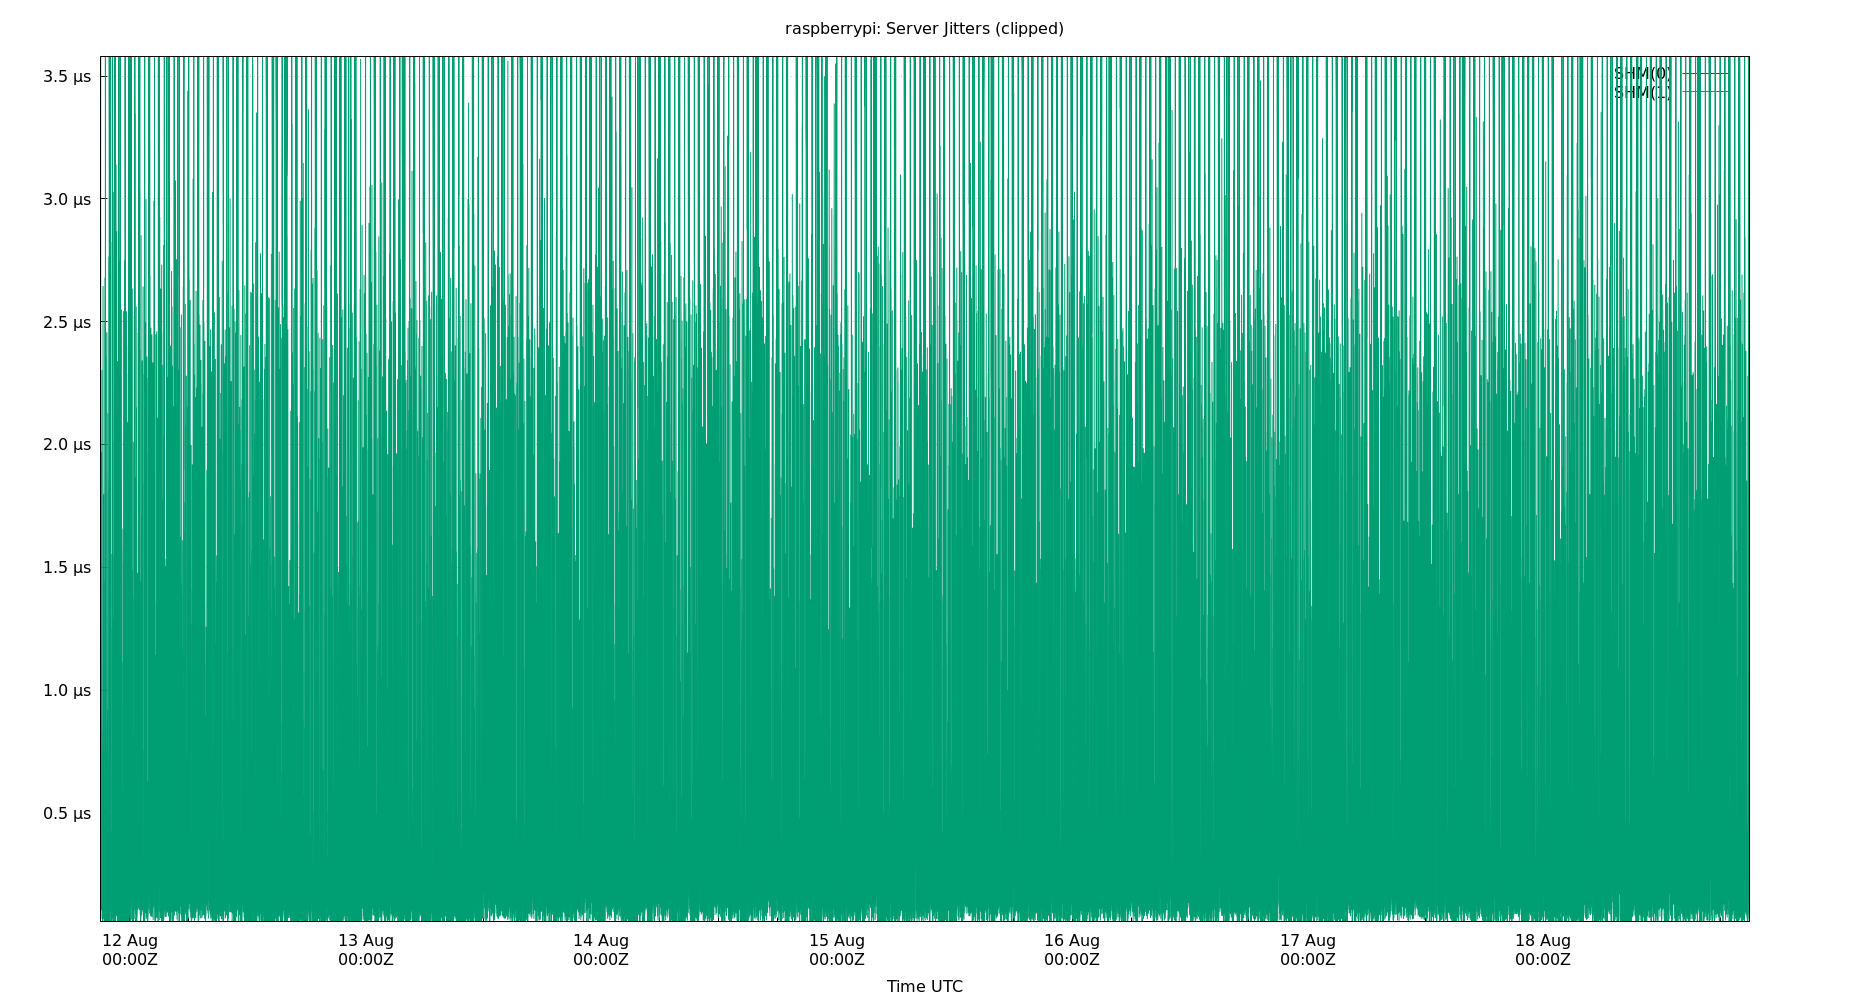 raspberrypi: Server Jitters (clipped)
SHM(0)
SHM(1)
3.5 µs
3.0 µs
2.5 µs
2.0 µs
1.5 µs
1.0 µs
0.5 µs
12 Aug 13 Aug 14 Aug 15 Aug 16 Aug 17 Aug 18 Aug
00:00Z 00:00Z 00:00Z 00:00Z 00:00Z 00:00Z 00:00Z
Time UTC